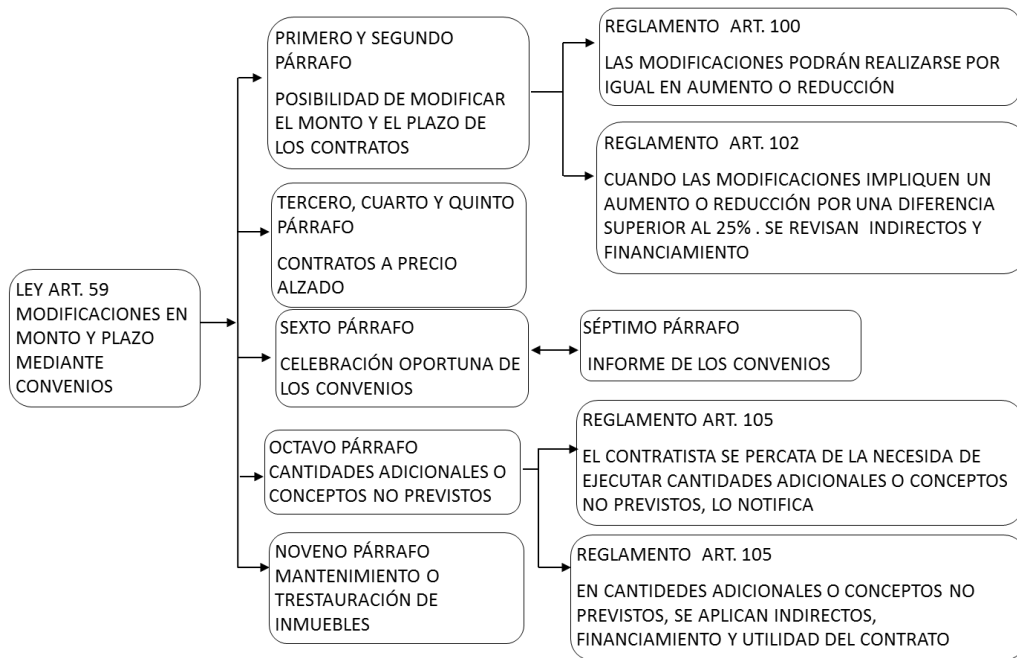 LEY ART. 59
MODIFICACIONES EN
MONTO Y PLAZO
MEDIANTE
CONVENIOS
PRIMERO Y SEGUNDO
PÁRRAFO
POSIBILIDAD DE MODIFICAR
EL MONTO Y EL PLAZO DE
LOS CONTRATOS
REGLAMENTO ART. 100
LAS MODIFICACIONES PODRÁN REALIZARSE POR
IGUAL EN AUMENTO O REDUCCIÓN
REGLAMENTO ART. 102
CUANDO LAS MODIFICACIONES IMPLIQUEN UN
AUMENTO O REDUCCIÓN POR UNA DIFERENCIA
SUPERIOR AL 25% . SE REVISAN INDIRECTOS Y
FINANCIAMIENTO
TERCERO, CUARTO Y QUINTO
PÁRRAFO
CONTRATOS A PRECIO
ALZADO
SEXTO PÁRRAFO
CELEBRACIÓN OPORTUNA DE
LOS CONVENIOS
SÉPTIMO PÁRRAFO
INFORME DE LOS CONVENIOS
OCTAVO PÁRRAFO
CANTIDADES ADICIONALES O
CONCEPTOS NO PREVISTOS
REGLAMENTO ART. 105
EL CONTRATISTA SE PERCATA DE LA NECESIDA DE
EJECUTAR CANTIDADES ADICIONALES O CONCEPTOS
NO PREVISTOS, LO NOTIFICA
REGLAMENTO ART. 105
EN CANTIDEDES ADICIONALES O CONCEPTOS NO
PREVISTOS, SE APLICAN INDIRECTOS,
FINANCIAMIENTO Y UTILIDAD DEL CONTRATO
NOVENO PÁRRAFO
MANTENIMIENTO O
TRESTAURACIÓN DE
INMUEBLES